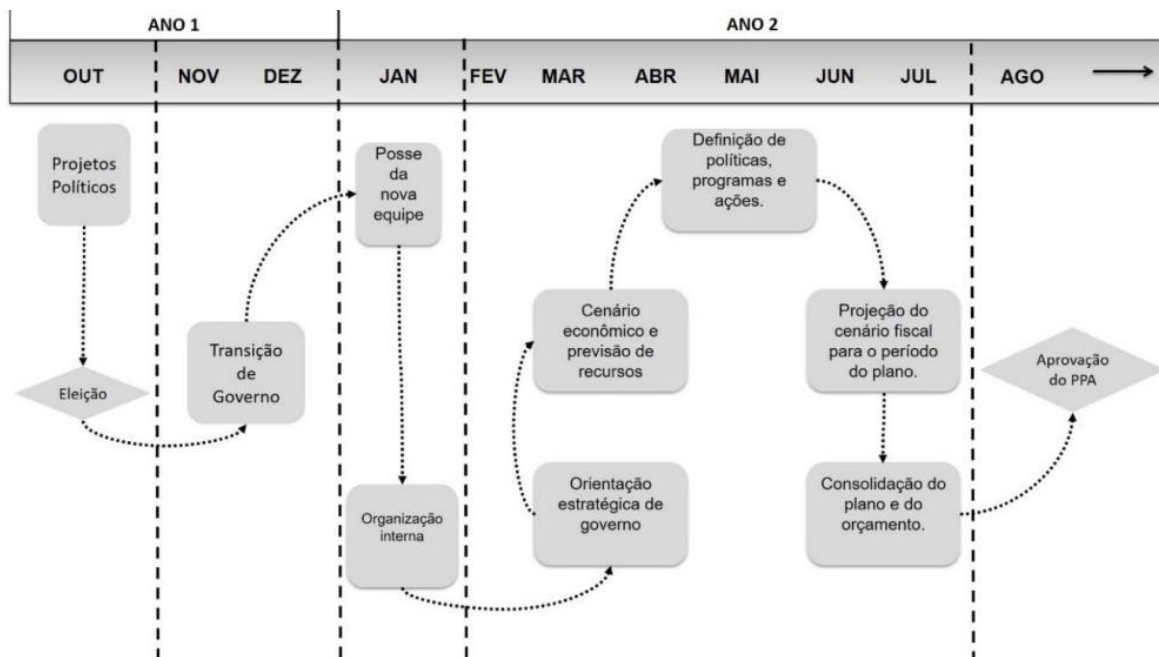 ANO 1
ANO 2
OUT
NOV
DEZ
JAN
FEV
MAR
ABR
MAI
JUN
JUL
AGO
Projetos
Políticos
Eleição
Transição
de
Governo
Posse
da
nova
equipe
Organização
interna
Orientação
estratégica de
governo
Cenário
econômico e
previsão de
recursos
Definição de
políticas,
programas e
ações.
Projeção do
cenário fiscal
para o período
do plano.
Consolidação do
plano e do
orçamento.
Aprovação
do PPA